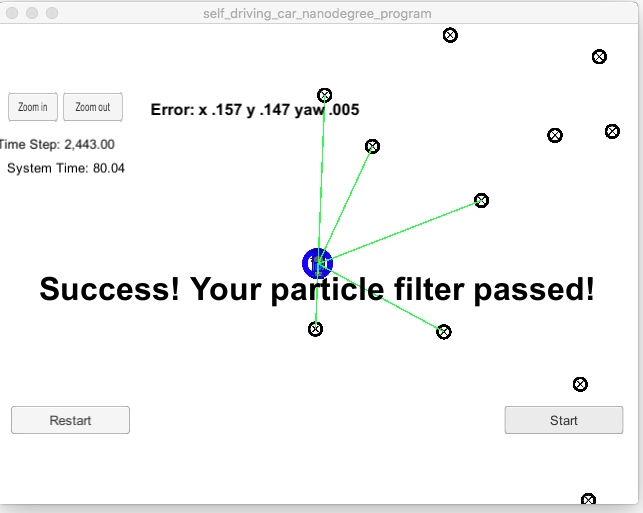 self_driving_car_nanodegree_program
Zoom in
Zoom out
Error: x .157 y .147 yaw .005
Time Step: 2,443.00
System Time: 80.04
Success! Your particle filter passed!
Restart
Start